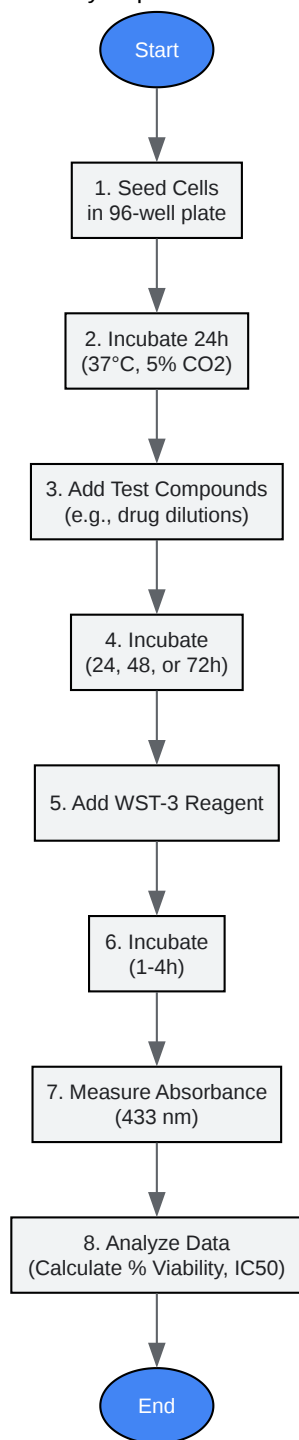 Start
1. Seed Cells
in 96-well plate
2. Incubate 24h
(37°C, 5% CO2)
3. Add Test Compounds
(e.g., drug dilutions)
4. Incubate
(24, 48, or 72h)
5. Add WST-3 Reagent
6. Incubate
(1-4h)
7. Measure Absorbance
(433 nm)
8. Analyze Data
(Calculate % Viability, IC50)
End